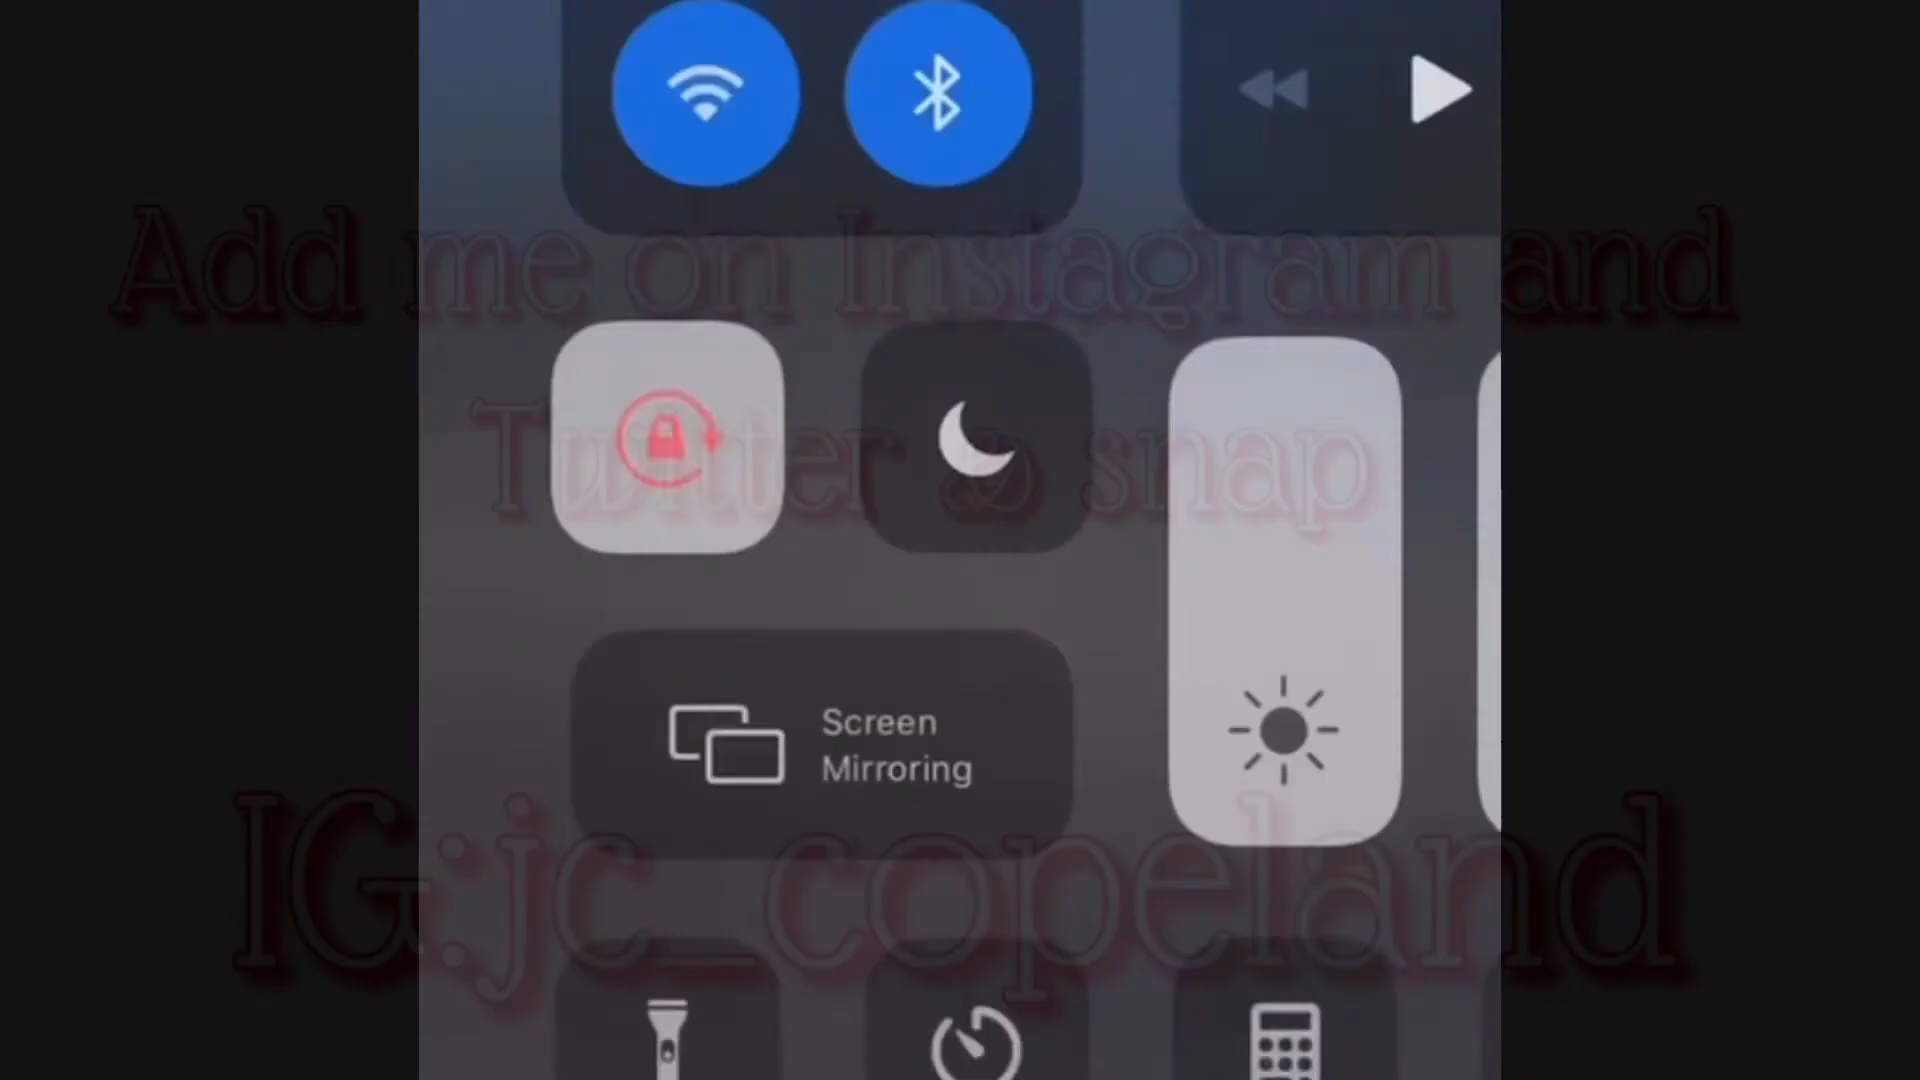 Add me on Instagram and
Twitter & snap
Screen
Mirroring
IG:jc_copeland